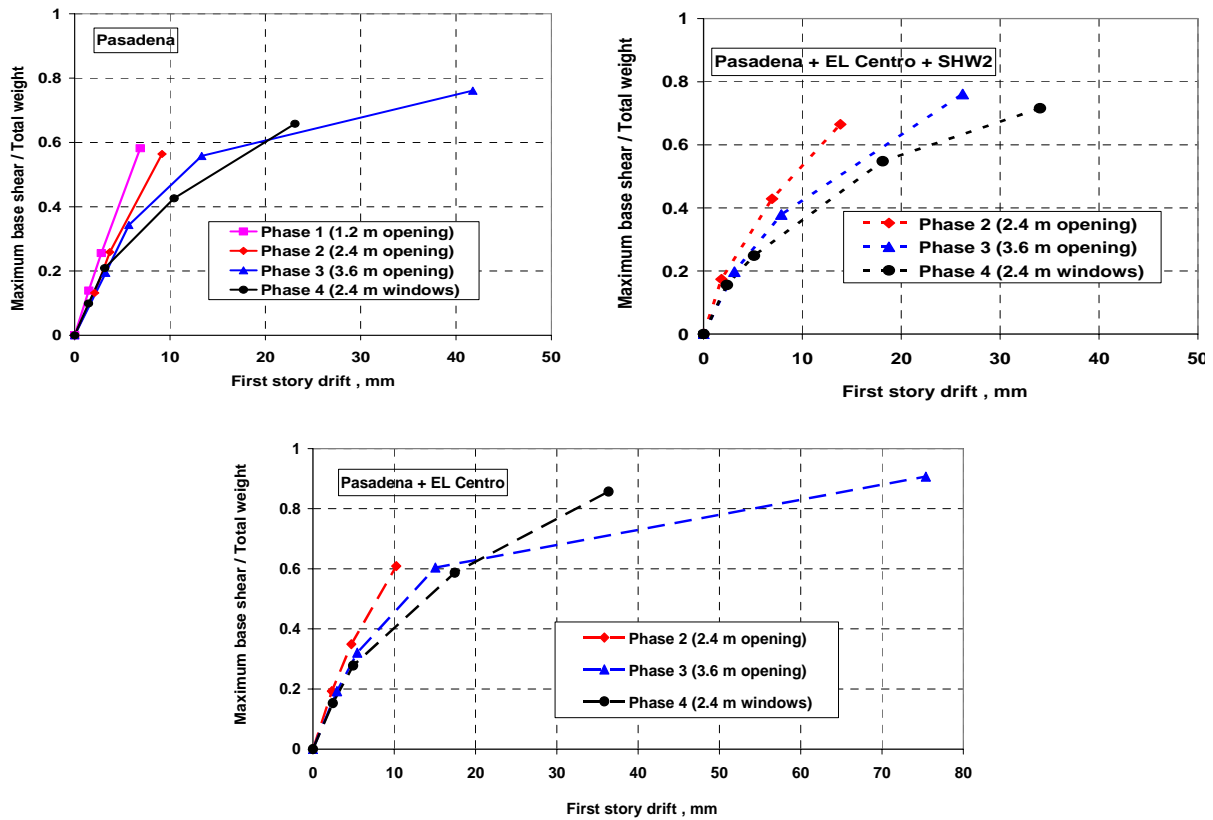 Pasadena
Maximum base shear / Total weight
1
0.8
0.6
0.4
0.2
0
Phase 1 (1.2 m opening)
Phase 2 (2.4 m opening)
Phase 3 (3.6 m opening)
Phase 4 (2.4 m windows)
0 10 20 30 40 50
First story drift , mm
Pasadena + EL Centro + SHW2
Maximum base shear / Total weight
1
0.8
0.6
0.4
0.2
0
Phase 2 (2.4 m opening)
Phase 3 (3.6 m opening)
Phase 4 (2.4 m windows)
0 10 20 30 40 50
First story drift , mm
Pasadena + EL Centro
Maximum base shear / Total weight
1
0.8
0.6
0.4
0.2
0
Phase 2 (2.4 m opening)
Phase 3 (3.6 m opening)
Phase 4 (2.4 m windows)
0 10 20 30 40 50 60 70 80
First story drift , mm